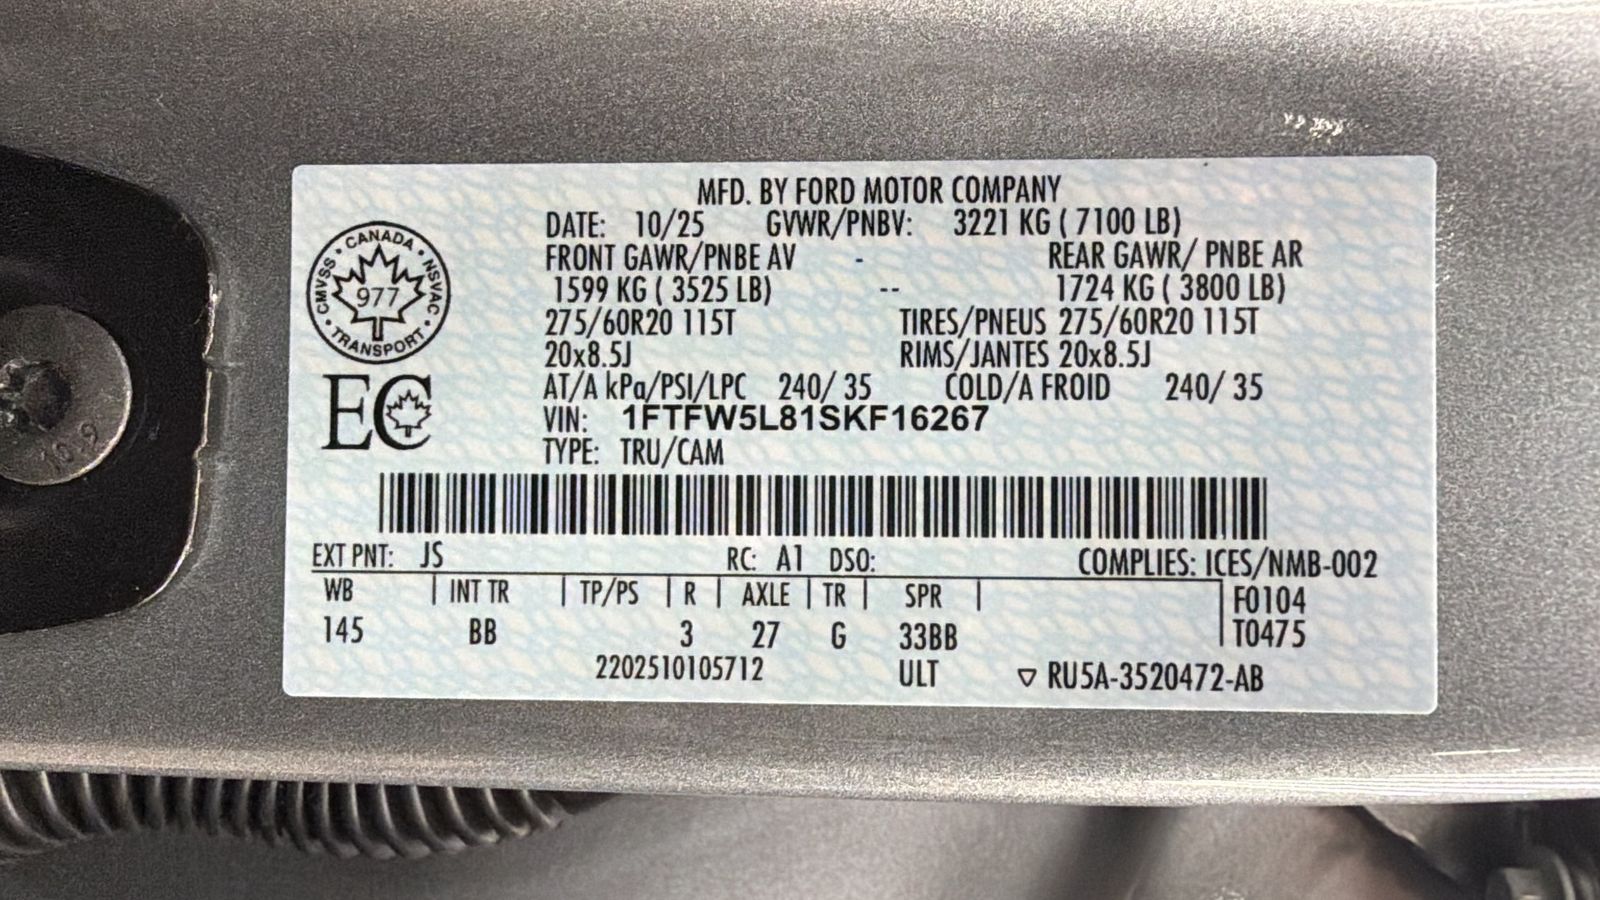 MFD. BY FORD MOTOR COMPANY
DATE: 10/25 GVWR/PNBV: 3221 KG ( 7100 LB)
FRONT GAWR/PNBE AV - REAR GAWR/ PNBE AR
1599 KG ( 3525 LB) -- 1724 KG ( 3800 LB)
275/60R20 115T TIRES/PNEUS 275/60R20 115T
20x8.5J RIMS/JANTES 20x8.5J
AT/A kPa/PSI/LPC 240/ 35 COLD/A FROID 240/ 35
VIN: 1FTFW5L81SKF16267
TYPE: TRU/CAM
CANADA • NSVAC • TRANSPORT • CMVSS •
977
EC
EXT PNT: JS RC: A1 DSO: COMPLIES: ICES/NMB-002
WB | INT TR | TP/PS | R | AXLE | TR | SPR | F0104
145 BB 3 27 G 33BB T0475
2202510105712 ULT ▽ RU5A-3520472-AB
10.9